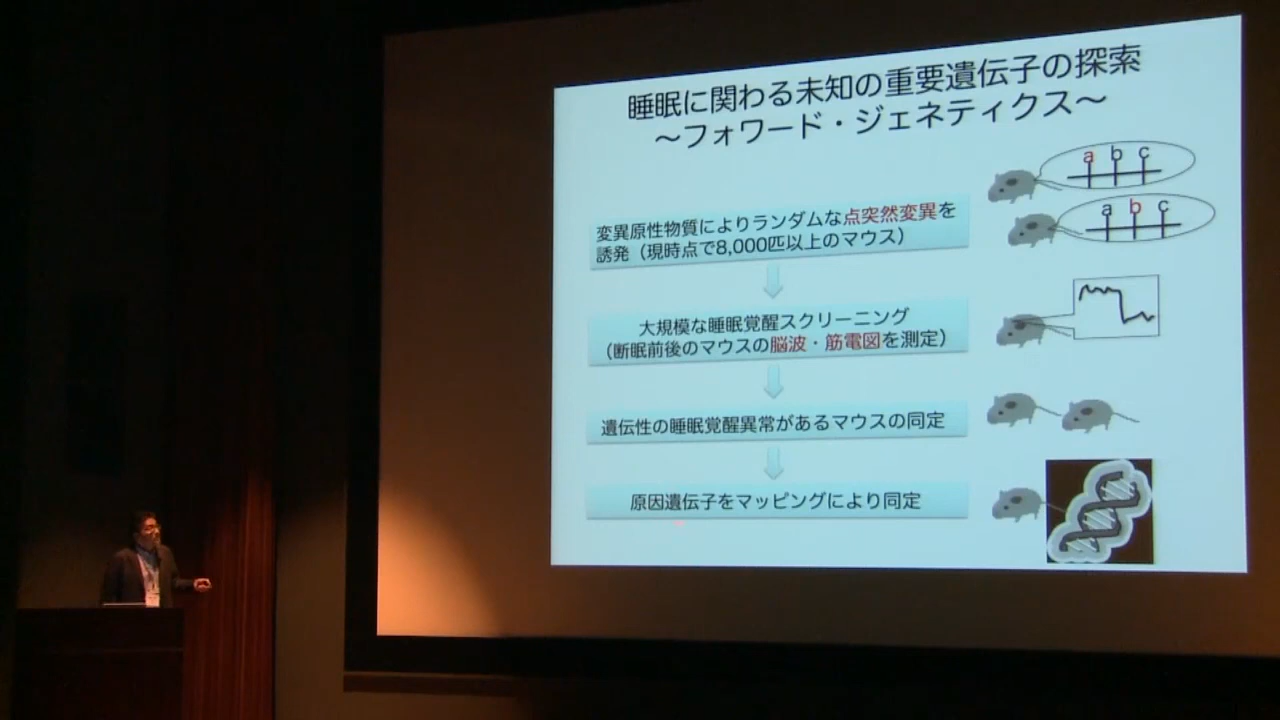 睡眠に関わる未知の重要遺伝子の探索
〜フォワード・ジェネティクス〜
a b c
変異原性物質によりランダムな点突然変異を
誘発（現時点で8,000匹以上のマウス）
a b c
大規模な睡眠覚醒スクリーニング
（断眠前後のマウスの脳波・筋電図を測定）
遺伝性の睡眠覚醒異常があるマウスの同定
原因遺伝子をマッピングにより同定